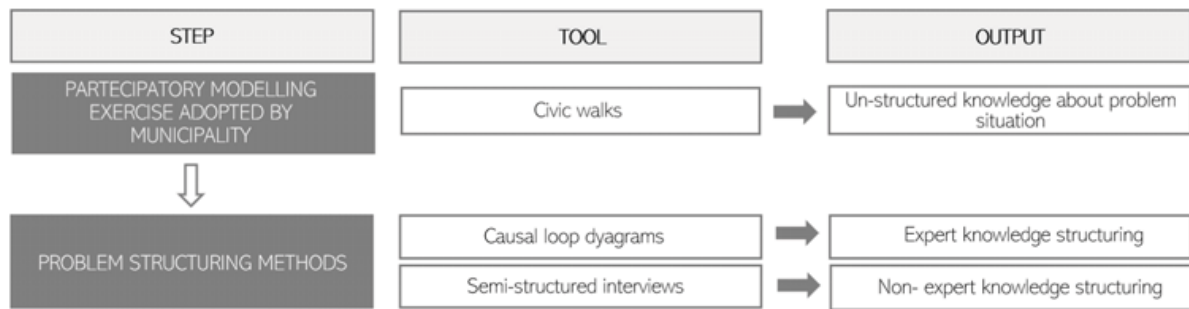 STEP
TOOL
OUTPUT
PARTECIPATORY MODELLING
EXERCISE ADOPTED BY
MUNICIPALITY
Civic walks
Un-structured knowledge about problem
situation
PROBLEM STRUCTURING METHODS
Causal loop dyagrams
Expert knowledge structuring
Semi-structured interviews
Non- expert knowledge structuring